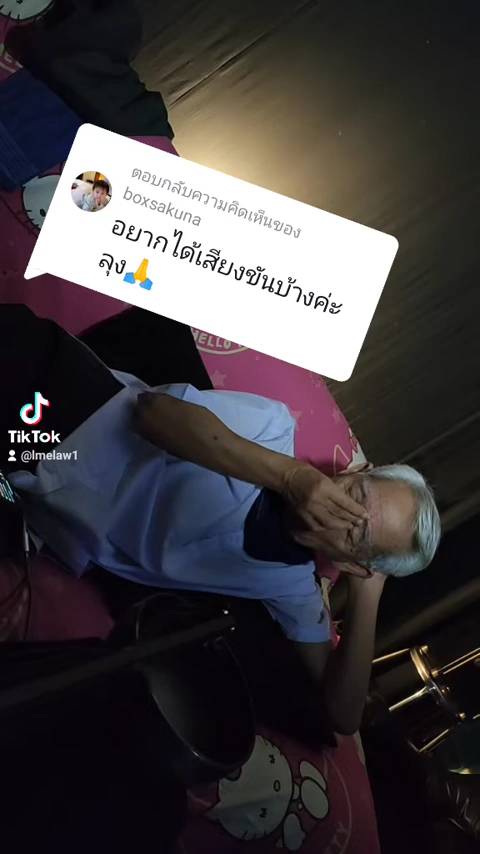 ตอบกลับความคิดเห็นของ
boxsakuna
อยากได้เสียงขันบ้างค่ะ
ลุง🙏
HELLO
TikTok
@lmelaw1